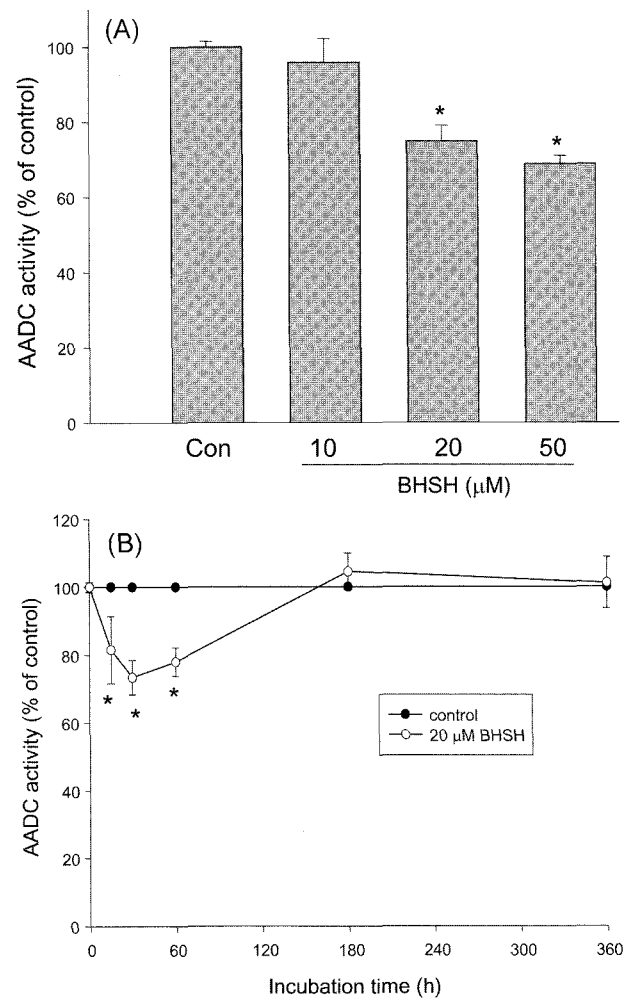 (A)
AADC activity (% of control)
100
80
60
40
20
0
*
*
Con 10 20 50
BHSH (μM)
(B)
AADC activity (% of control)
120
100
80
60
40
20
0
* * *
control
20 μM BHSH
0 60 120 180 240 300 360
Incubation time (h)